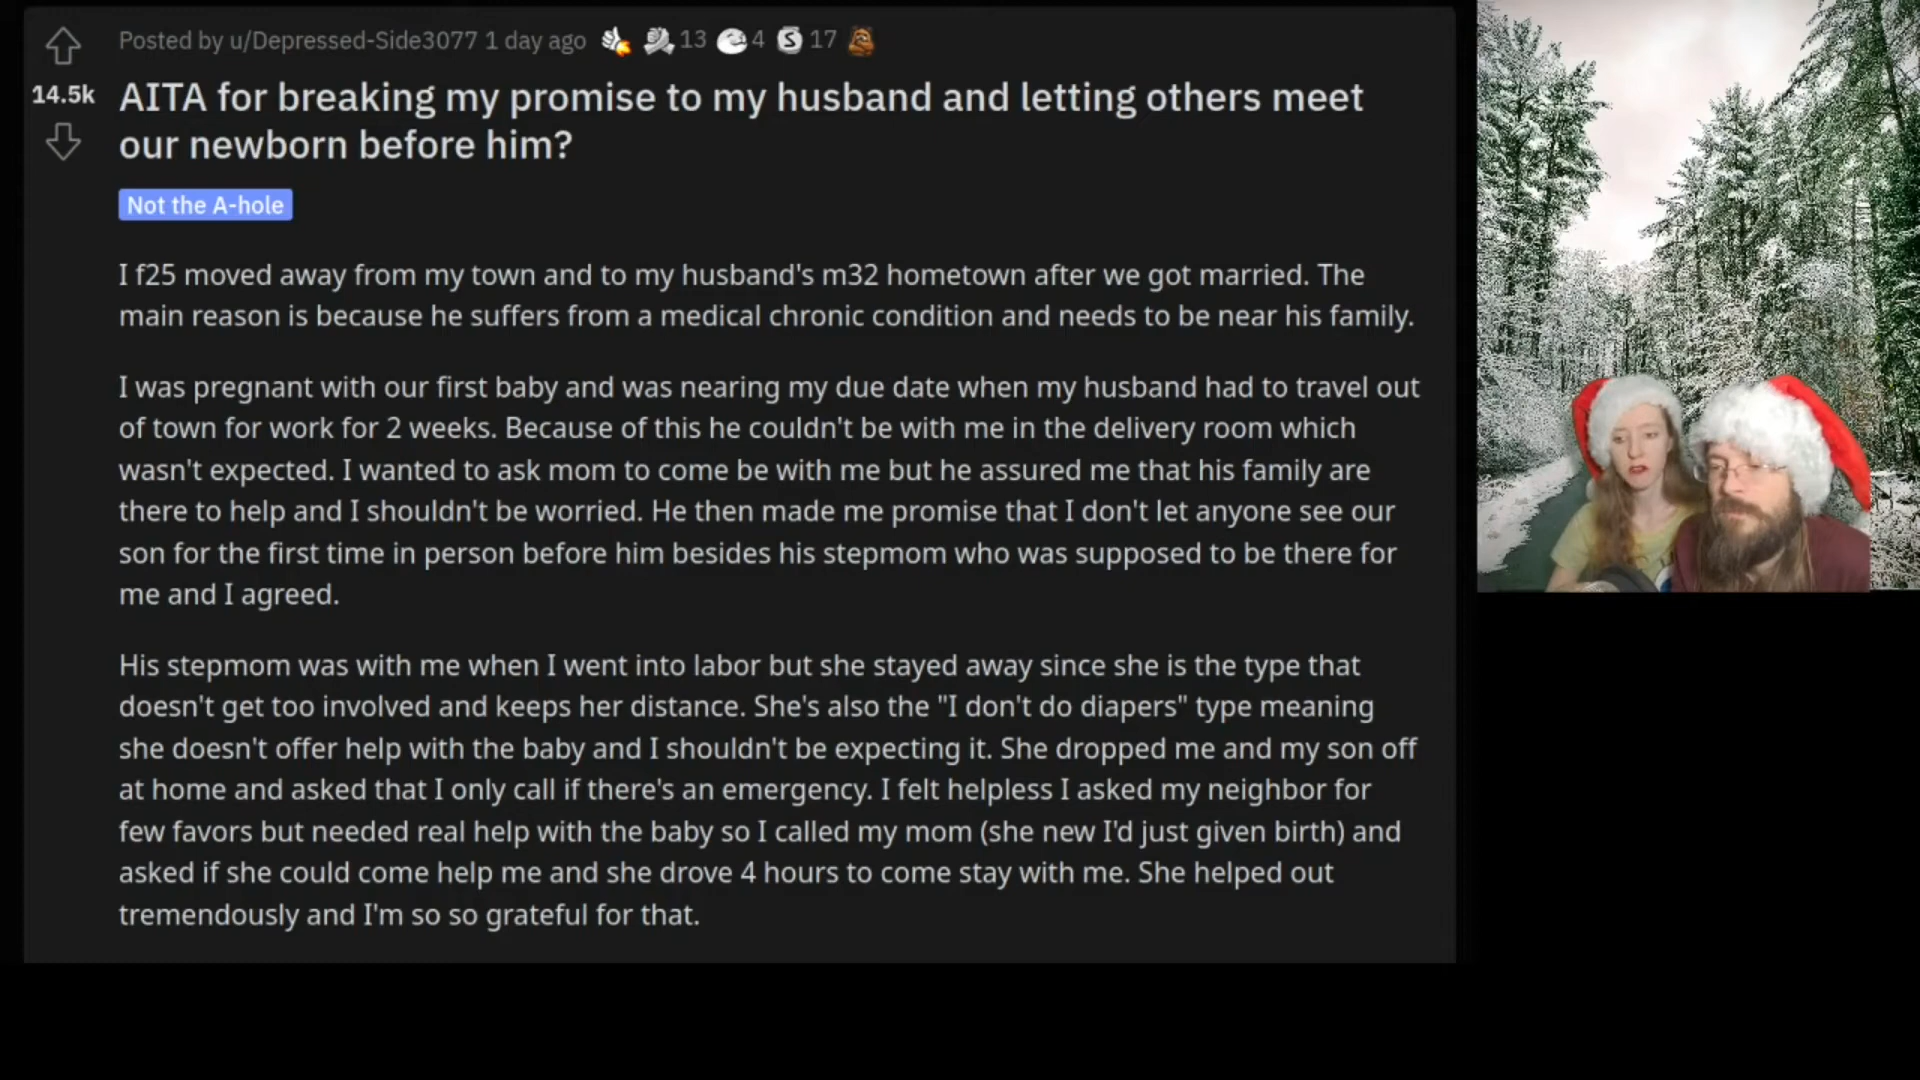 Posted by u/Depressed-Side3077 1 day ago 13 4 S 17
14.5k
AITA for breaking my promise to my husband and letting others meet
our newborn before him?
Not the A-hole
I f25 moved away from my town and to my husband's m32 hometown after we got married. The
main reason is because he suffers from a medical chronic condition and needs to be near his family.
I was pregnant with our first baby and was nearing my due date when my husband had to travel out
of town for work for 2 weeks. Because of this he couldn't be with me in the delivery room which
wasn't expected. I wanted to ask mom to come be with me but he assured me that his family are
there to help and I shouldn't be worried. He then made me promise that I don't let anyone see our
son for the first time in person before him besides his stepmom who was supposed to be there for
me and I agreed.
His stepmom was with me when I went into labor but she stayed away since she is the type that
doesn't get too involved and keeps her distance. She's also the "I don't do diapers" type meaning
she doesn't offer help with the baby and I shouldn't be expecting it. She dropped me and my son off
at home and asked that I only call if there's an emergency. I felt helpless I asked my neighbor for
few favors but needed real help with the baby so I called my mom (she new I'd just given birth) and
asked if she could come help me and she drove 4 hours to come stay with me. She helped out
tremendously and I'm so so grateful for that.